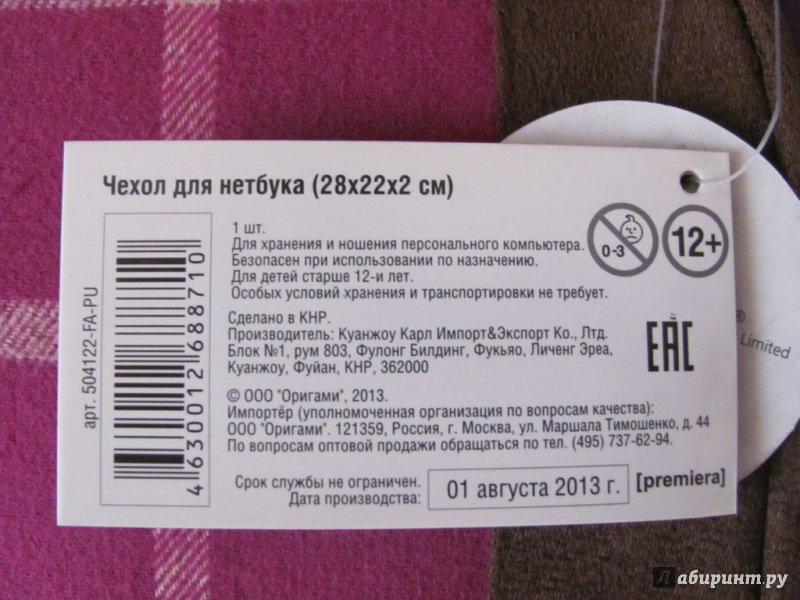 Чехол для нетбука (28х22х2 см)
1 шт.
Для хранения и ношения персонального компьютера.
Безопасен при использовании по назначению.
Для детей старше 12-и лет.
Особых условий хранения и транспортировки не требует.
0-3
12+
Сделано в КНР.
Производитель: Куанжоу Карл Импорт&Экспорт Ко., Лтд.
Блок №1, рум 803, Фулонг Билдинг, Фукьяо, Личенг Эреа,
Куанжоу, Фуйан, КНР, 362000
ЕАС
® 
Limited
© ООО "Оригами", 2013.
Импортёр (уполномоченная организация по вопросам качества):
ООО "Оригами". 121359, Россия, г. Москва, ул. Маршала Тимошенко, д. 44
По вопросам оптовой продажи обращаться по тел. (495) 737-62-94.
Срок службы не ограничен.
Дата производства:
01 августа 2013 г.
[premiera]
арт. 504122-FA-PU
4 630012 688710
Лабиринт.ру